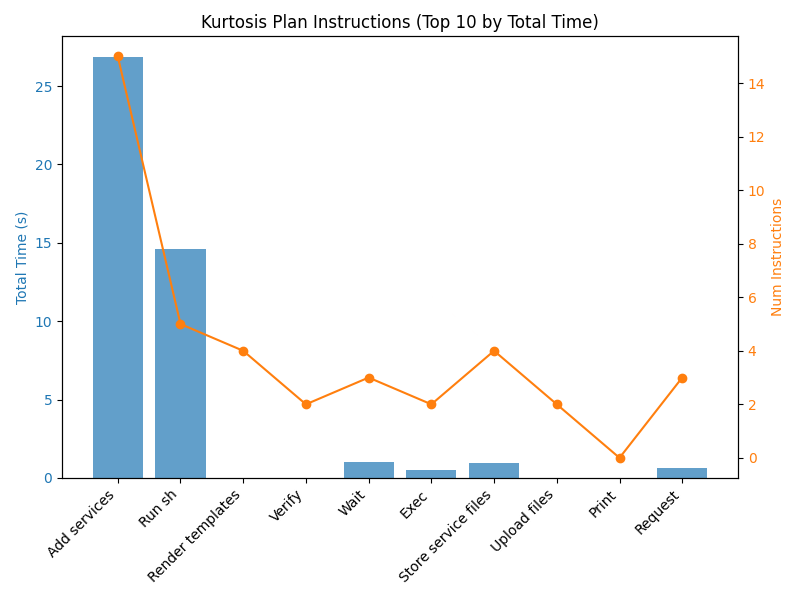 Kurtosis Plan Instructions (Top 10 by Total Time)
Total Time (s)
25
20
15
10
5
0
14
12
10
8
6
4
2
0
Num Instructions
Add services
Run sh
Render templates
Verify
Wait
Exec
Store service files
Upload files
Print
Request